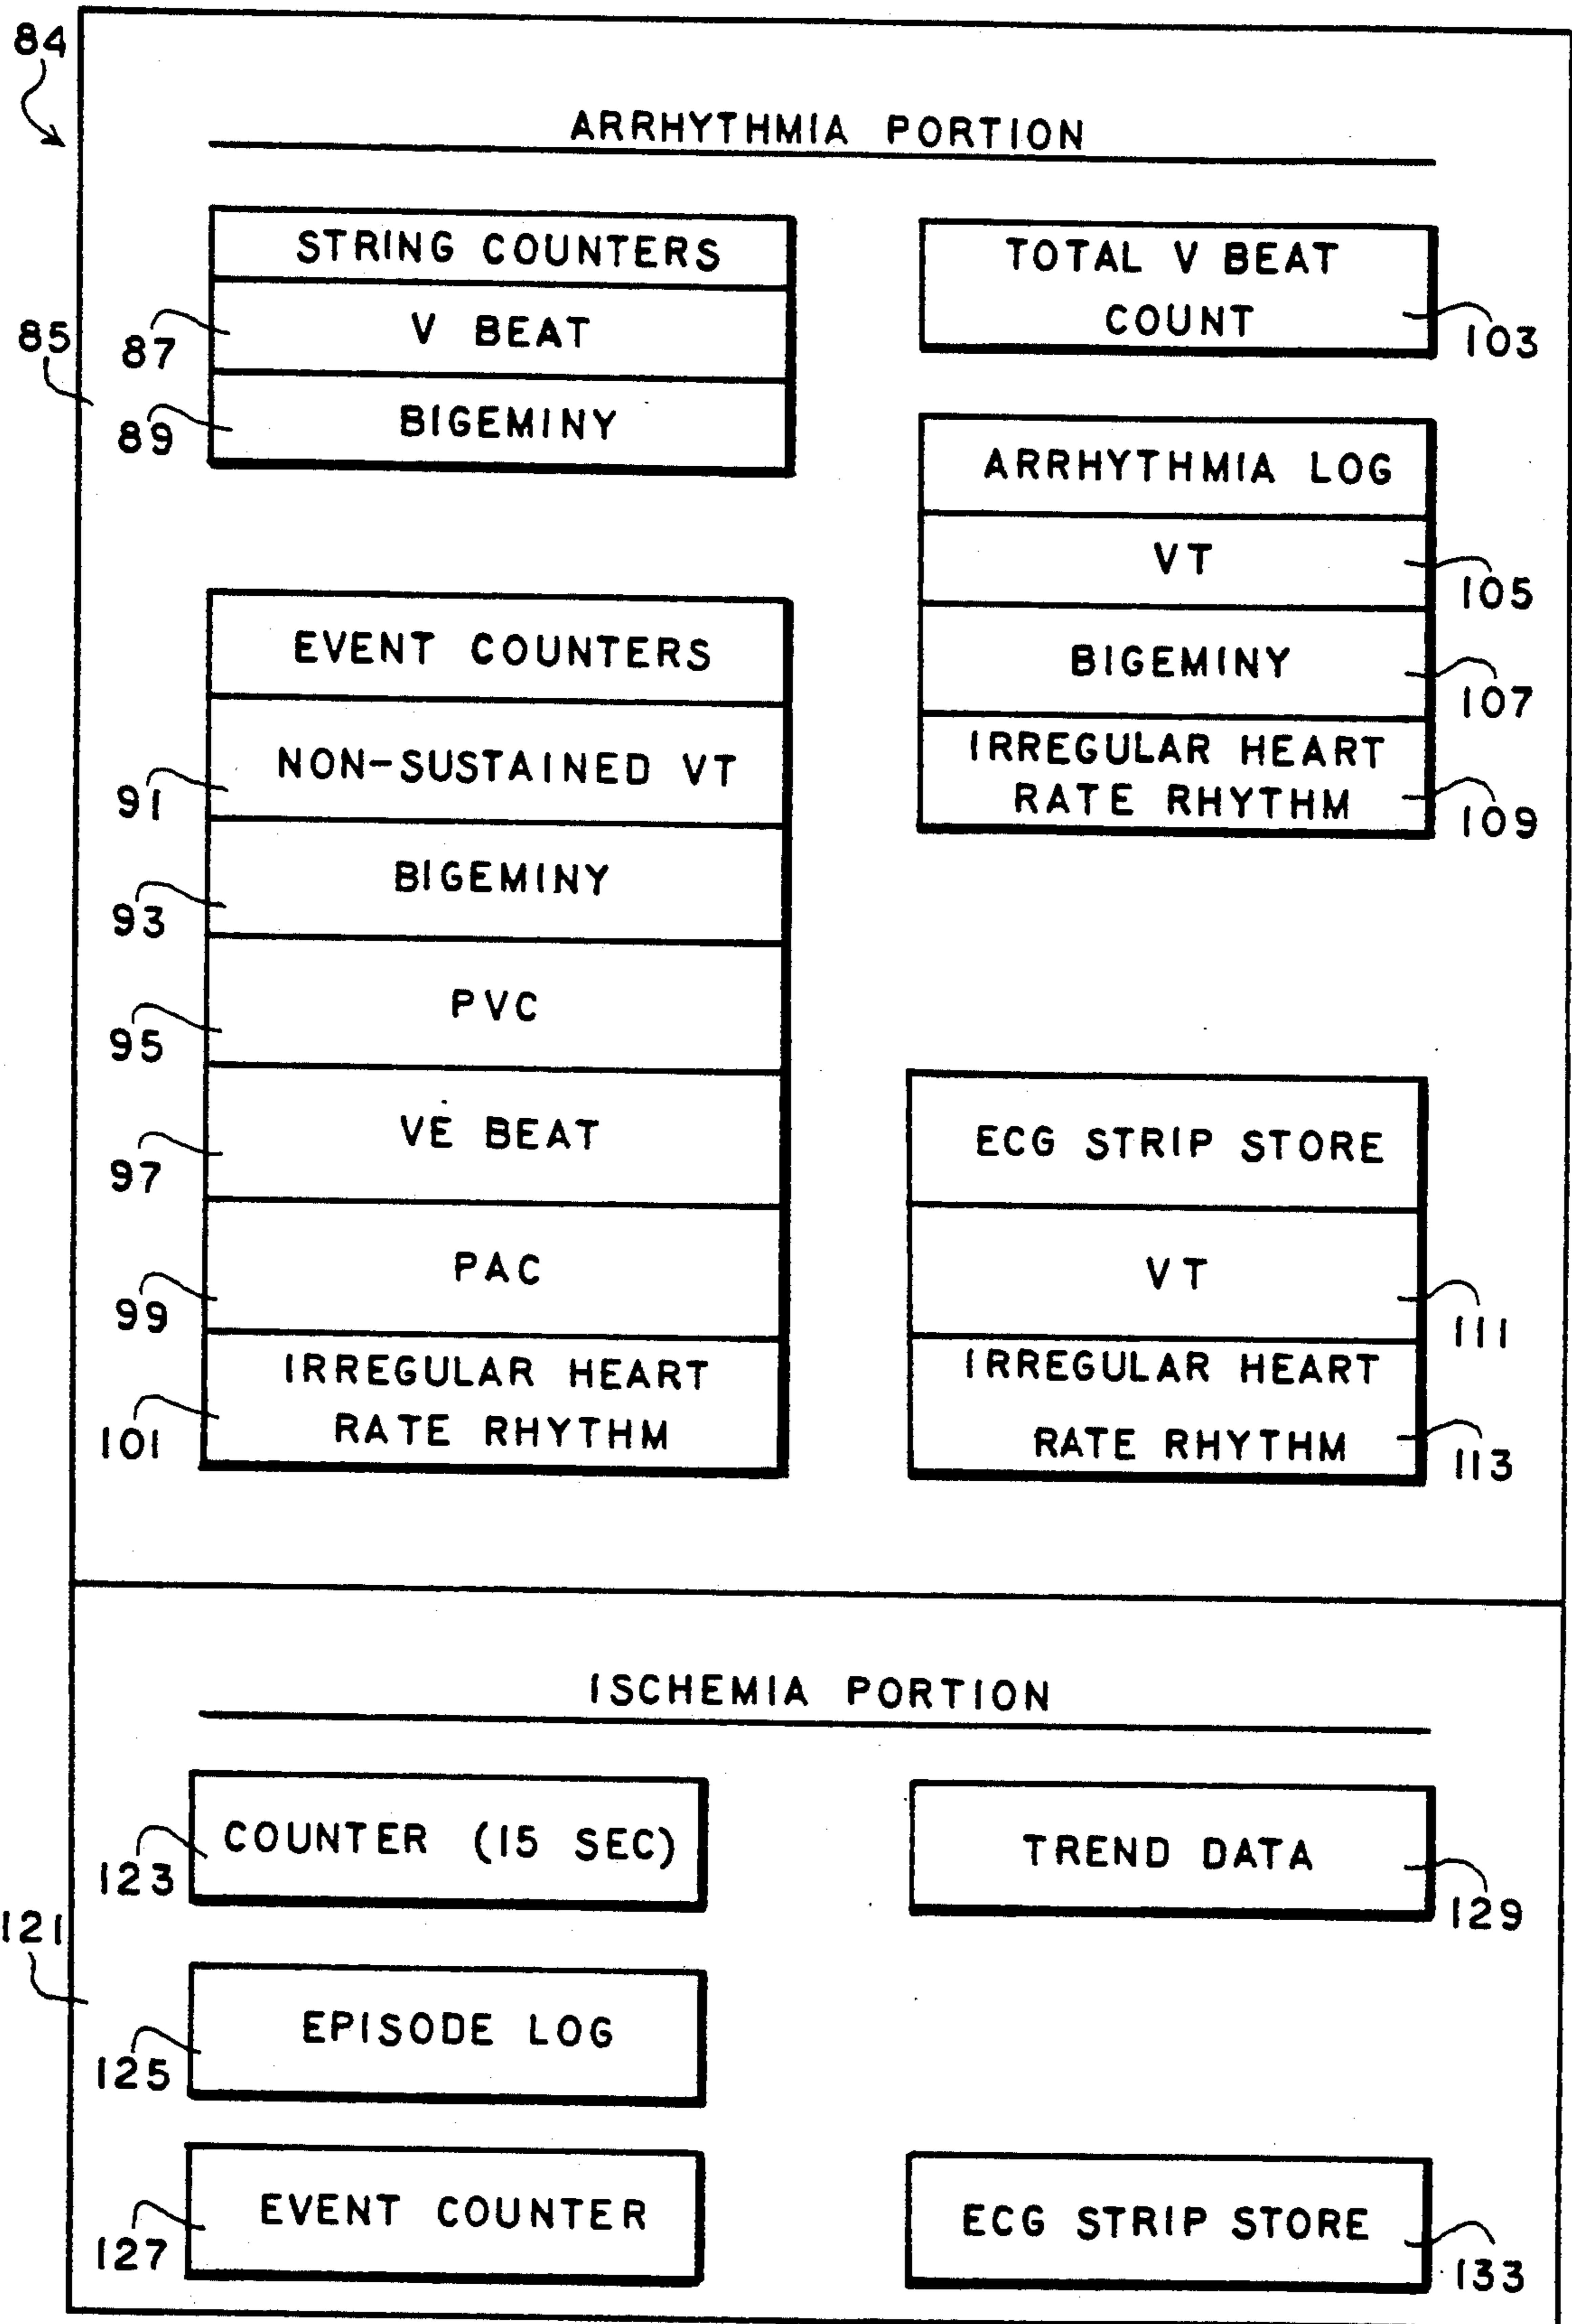 84
ARRHYTHMIA PORTION
STRING COUNTERS
V BEAT
87
BIGEMINY
89
85
TOTAL V BEAT
COUNT
103
ARRHYTHMIA LOG
VT
105
BIGEMINY
107
IRREGULAR HEART
RATE RHYTHM
109
EVENT COUNTERS
NON-SUSTAINED VT
91
BIGEMINY
93
PVC
95
VE BEAT
97
PAC
99
IRREGULAR HEART
RATE RHYTHM
101
ECG STRIP STORE
VT
111
IRREGULAR HEART
RATE RHYTHM
113
ISCHEMIA PORTION
COUNTER (15 SEC)
123
TREND DATA
129
121
EPISODE LOG
125
EVENT COUNTER
127
ECG STRIP STORE
133